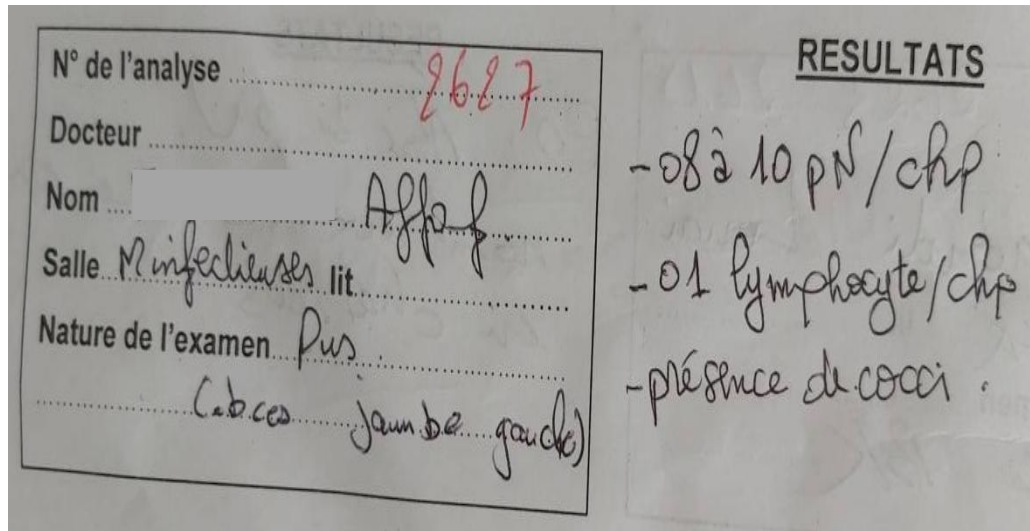 N° de l'analyse 2627
Docteur
Nom Affaf
Salle M infectieuses lit
Nature de l'examen Pus
(abces jambe gauche)
RESULTATS
- 08 à 10 pN/chp
- 01 lymphocyte/chp
- présence de cocci.